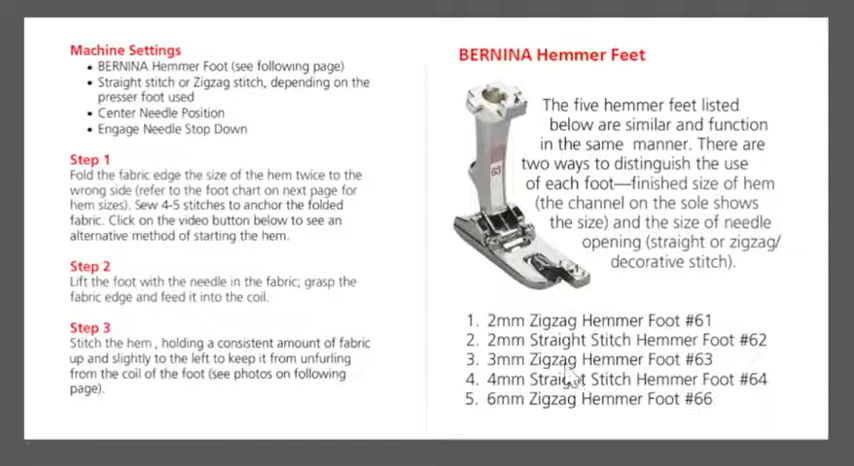 Machine Settings
• BERNINA Hemmer Foot (see following page)
• Straight stitch or Zigzag stitch, depending on the
presser foot used
• Center Needle Position
• Engage Needle Stop Down
Step 1
Fold the fabric edge the size of the hem twice to the
wrong side (refer to the foot chart on next page for
hem sizes). Sew 4-5 stitches to anchor the folded
fabric. Click on the video button below to see an
alternative method of starting the hem.
Step 2
Lift the foot with the needle in the fabric; grasp the
fabric edge and feed it into the coil.
Step 3
Stitch the hem , holding a consistent amount of fabric
up and slightly to the left to keep it from unfurling
from the coil of the foot (see photos on following
page).
BERNINA Hemmer Feet
The five hemmer feet listed
below are similar and function
in the same manner. There are
two ways to distinguish the use
of each foot—finished size of hem
(the channel on the sole shows
the size) and the size of needle
opening (straight or zigzag/
decorative stitch).
63
1. 2mm Zigzag Hemmer Foot #61
2. 2mm Straight Stitch Hemmer Foot #62
3. 3mm Zigzag Hemmer Foot #63
4. 4mm Straight Stitch Hemmer Foot #64
5. 6mm Zigzag Hemmer Foot #66